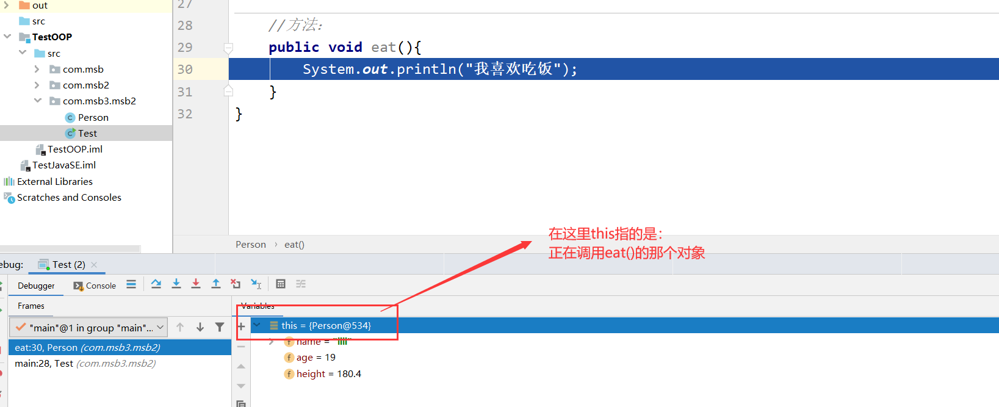 out
src
TestOOP
src
com.msb
com.msb2
com.msb3.msb2
Person
Test
TestOOP.iml
TestJavaSE.iml
External Libraries
Scratches and Consoles
27
28 //方法:
29 public void eat(){
30 System.out.println("我喜欢吃饭");
31 }
32 }
Person › eat()
在这里this指的是:
正在调用eat()的那个对象
ebug: Test (2)
Debugger Console
Frames
"main"@1 in group "main"...
eat:30, Person (com.msb3.msb2)
main:28, Test (com.msb3.msb2)
Variables
this = {Person@534}
name =
age = 19
height = 180.4